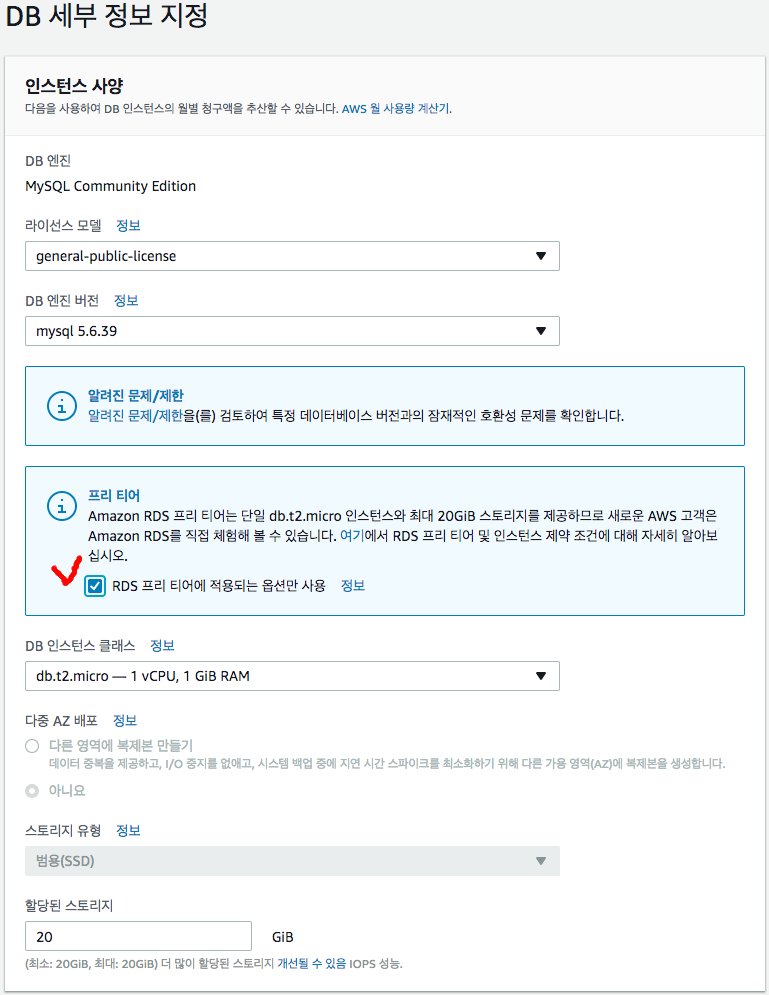 DB 세부 정보 지정
인스턴스 사양
다음을 사용하여 DB 인스턴스의 월별 청구액을 추산할 수 있습니다. AWS 월 사용량 계산기.
DB 엔진
MySQL Community Edition
라이선스 모델 정보
general-public-license
DB 엔진 버전 정보
mysql 5.6.39
알려진 문제/제한
알려진 문제/제한을(를) 검토하여 특정 데이터베이스 버전과의 잠재적인 호환성 문제를 확인합니다.
프리 티어
Amazon RDS 프리 티어는 단일 db.t2.micro 인스턴스와 최대 20GiB 스토리지를 제공하므로 새로운 AWS 고객은
Amazon RDS를 직접 체험해 볼 수 있습니다. 여기에서 RDS 프리 티어 및 인스턴스 제약 조건에 대해 자세히 알아보
십시오.
RDS 프리 티어에 적용되는 옵션만 사용 정보
DB 인스턴스 클래스 정보
db.t2.micro — 1 vCPU, 1 GiB RAM
다중 AZ 배포 정보
다른 영역에 복제본 만들기
데이터 중복을 제공하고, I/O 중지를 없애고, 시스템 백업 중에 지연 시간 스파이크를 최소화하기 위해 다른 가용 영역(AZ)에 복제본을 생성합니다.
아니요
스토리지 유형 정보
범용(SSD)
할당된 스토리지
20 GiB
(최소: 20GiB, 최대: 20GiB) 더 많이 할당된 스토리지 개선될 수 있음 IOPS 성능.